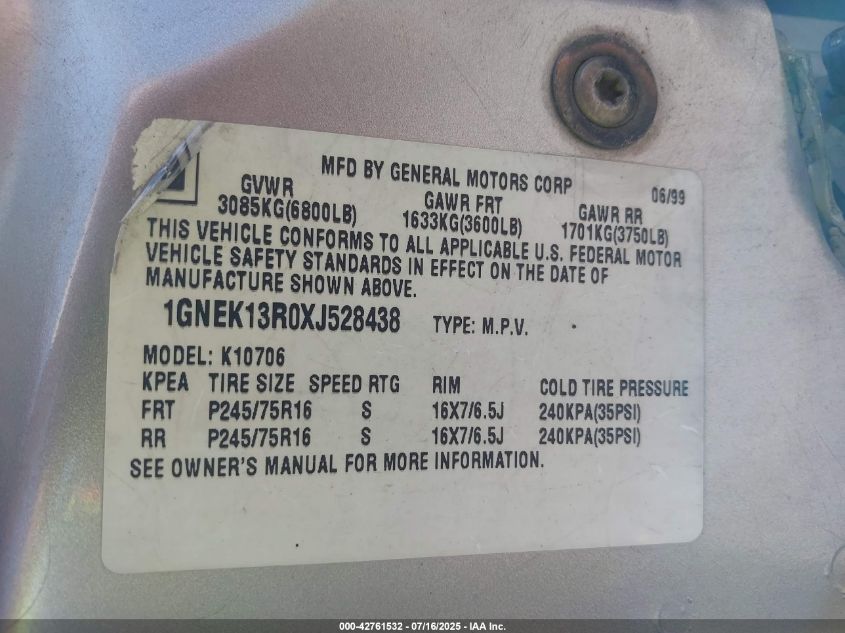 MFD BY GENERAL MOTORS CORP 06/99
GVWR GAWR FRT GAWR RR
3085KG(6800LB) 1633KG(3600LB) 1701KG(3750LB)
THIS VEHICLE CONFORMS TO ALL APPLICABLE U.S. FEDERAL MOTOR
VEHICLE SAFETY STANDARDS IN EFFECT ON THE DATE OF
MANUFACTURE SHOWN ABOVE.
1GNEK13R0XJ528438 TYPE: M.P.V.
MODEL: K10706
KPEA TIRE SIZE SPEED RTG RIM COLD TIRE PRESSURE
FRT P245/75R16 S 16X7/6.5J 240KPA(35PSI)
RR P245/75R16 S 16X7/6.5J 240KPA(35PSI)
SEE OWNER'S MANUAL FOR MORE INFORMATION.
000-42761532 - 07/16/2025 - IAA Inc.